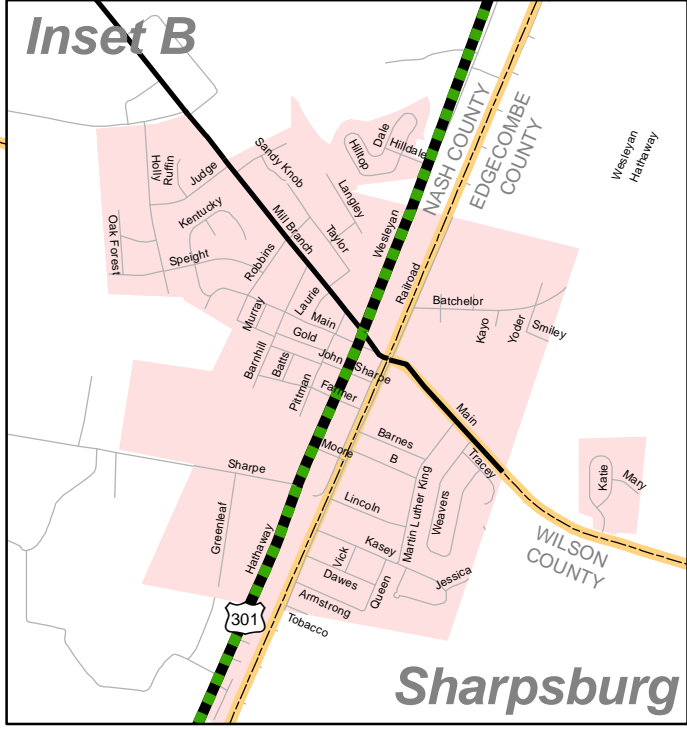 Inset B
NASH COUNTY
EDGECOMBE
COUNTY
Wesleyan
Hathaway
Holly
Ruffin
Judge
Sandy Knob
Hilltop
Dale
Hilldale
Langley
Kentucky
Mill Branch
Taylor
Wesleyan
Oak Forest
Speight
Robbins
Railroad
Murray
Laurie
Main
Batchelor
Kayo
Yoder
Smiley
Gold
John
Sharpe
Barnhill
Batts
Pittman
Farmer
Main
Barnes
B
Moore
Tracey
Sharpe
Martin Luther King
Weavers
Katie
Mary
Lincoln
Greenleaf
Hathaway
Kasey
Vick
WILSON
COUNTY
Dawes
Queen
Jessica
Armstrong
301
Tobacco
Sharpsburg